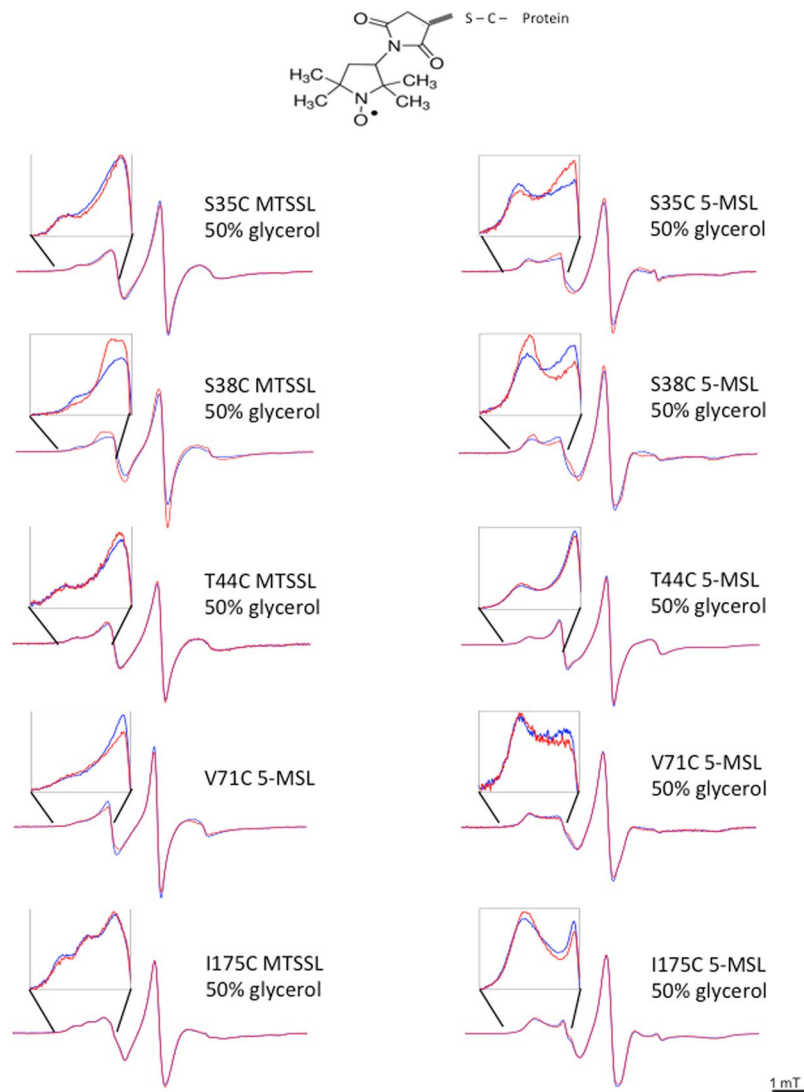 S – C – Protein
O
N
O
H₃C
CH₃
H₃C
N
CH₃
O •
S35C MTSSL
50% glycerol
S35C 5-MSL
50% glycerol
S38C MTSSL
50% glycerol
S38C 5-MSL
50% glycerol
T44C MTSSL
50% glycerol
T44C 5-MSL
50% glycerol
V71C 5-MSL
V71C 5-MSL
50% glycerol
I175C MTSSL
50% glycerol
I175C 5-MSL
50% glycerol
1 mT